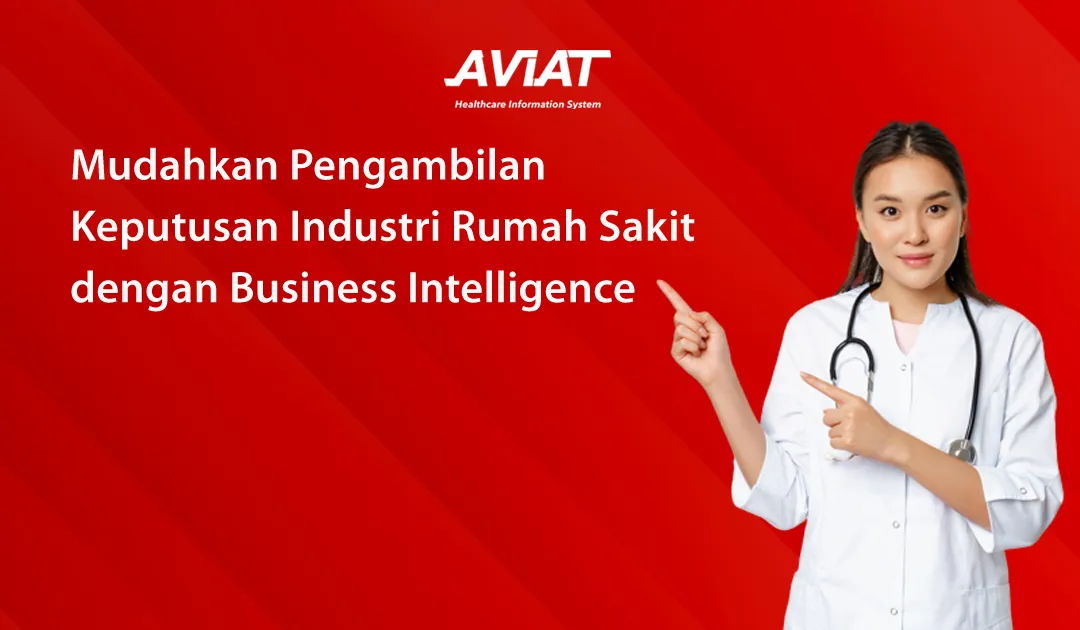 AViAT
Healthcare Information System
Mudahkan Pengambilan
Keputusan Industri Rumah Sakit
dengan Business Intelligence